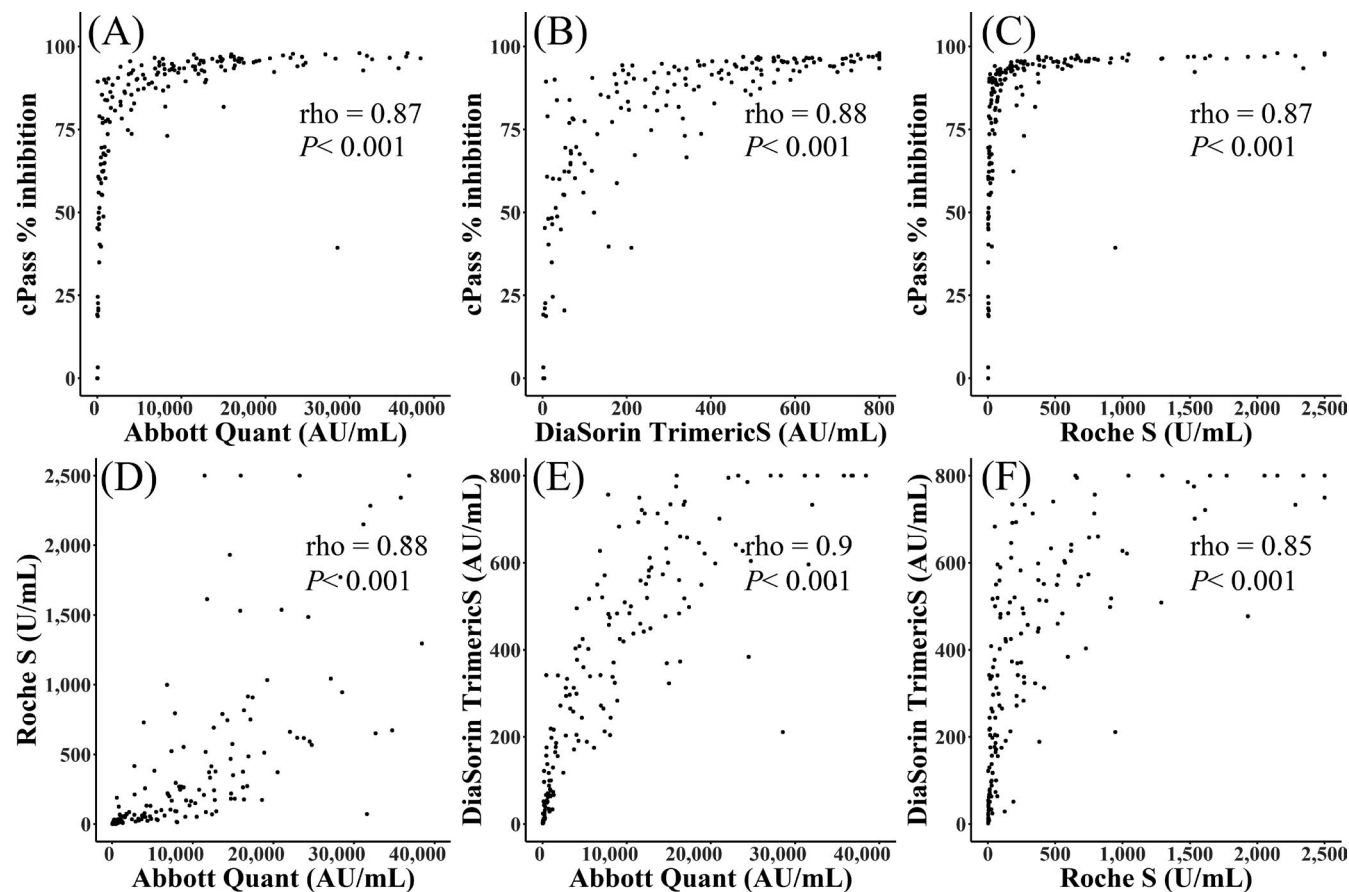 (A)
100
75
50
25
0
cPass % inhibition
rho = 0.87
P< 0.001
0 10,000 20,000 30,000 40,000
Abbott Quant (AU/mL)
(B)
100
75
50
25
0
cPass % inhibition
rho = 0.88
P< 0.001
0 200 400 600 800
DiaSorin TrimericS (AU/mL)
(C)
100
75
50
25
0
cPass % inhibition
rho = 0.87
P< 0.001
0 500 1,000 1,500 2,000 2,500
Roche S (U/mL)
(D)
2,500
2,000
1,500
1,000
500
0
Roche S (U/mL)
rho = 0.88
P< 0.001
0 10,000 20,000 30,000 40,000
Abbott Quant (AU/mL)
(E)
800
600
400
200
0
DiaSorin TrimericS (AU/mL)
rho = 0.9
P< 0.001
0 10,000 20,000 30,000 40,000
Abbott Quant (AU/mL)
(F)
800
600
400
200
0
DiaSorin TrimericS (AU/mL)
rho = 0.85
P< 0.001
0 500 1,000 1,500 2,000 2,500
Roche S (U/mL)